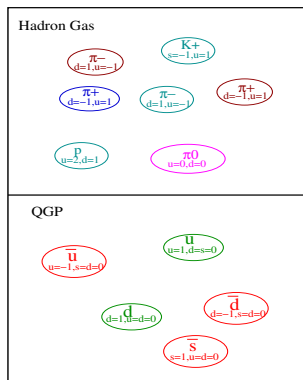 Hadron Gas
K+
s=-1,u=1
π-
d=1,u=-1
π+
d=-1,u=1
π+
d=-1,u=1
π-
d=1,u=-1
p
u=2,d=1
π0
u=0,d=0
QGP
u
u=1,d=s=0
u̅
u=-1,s=d=0
d̅
d=-1,s=d=0
d
d=1,u=d=0
s̅
s=1,u=d=0